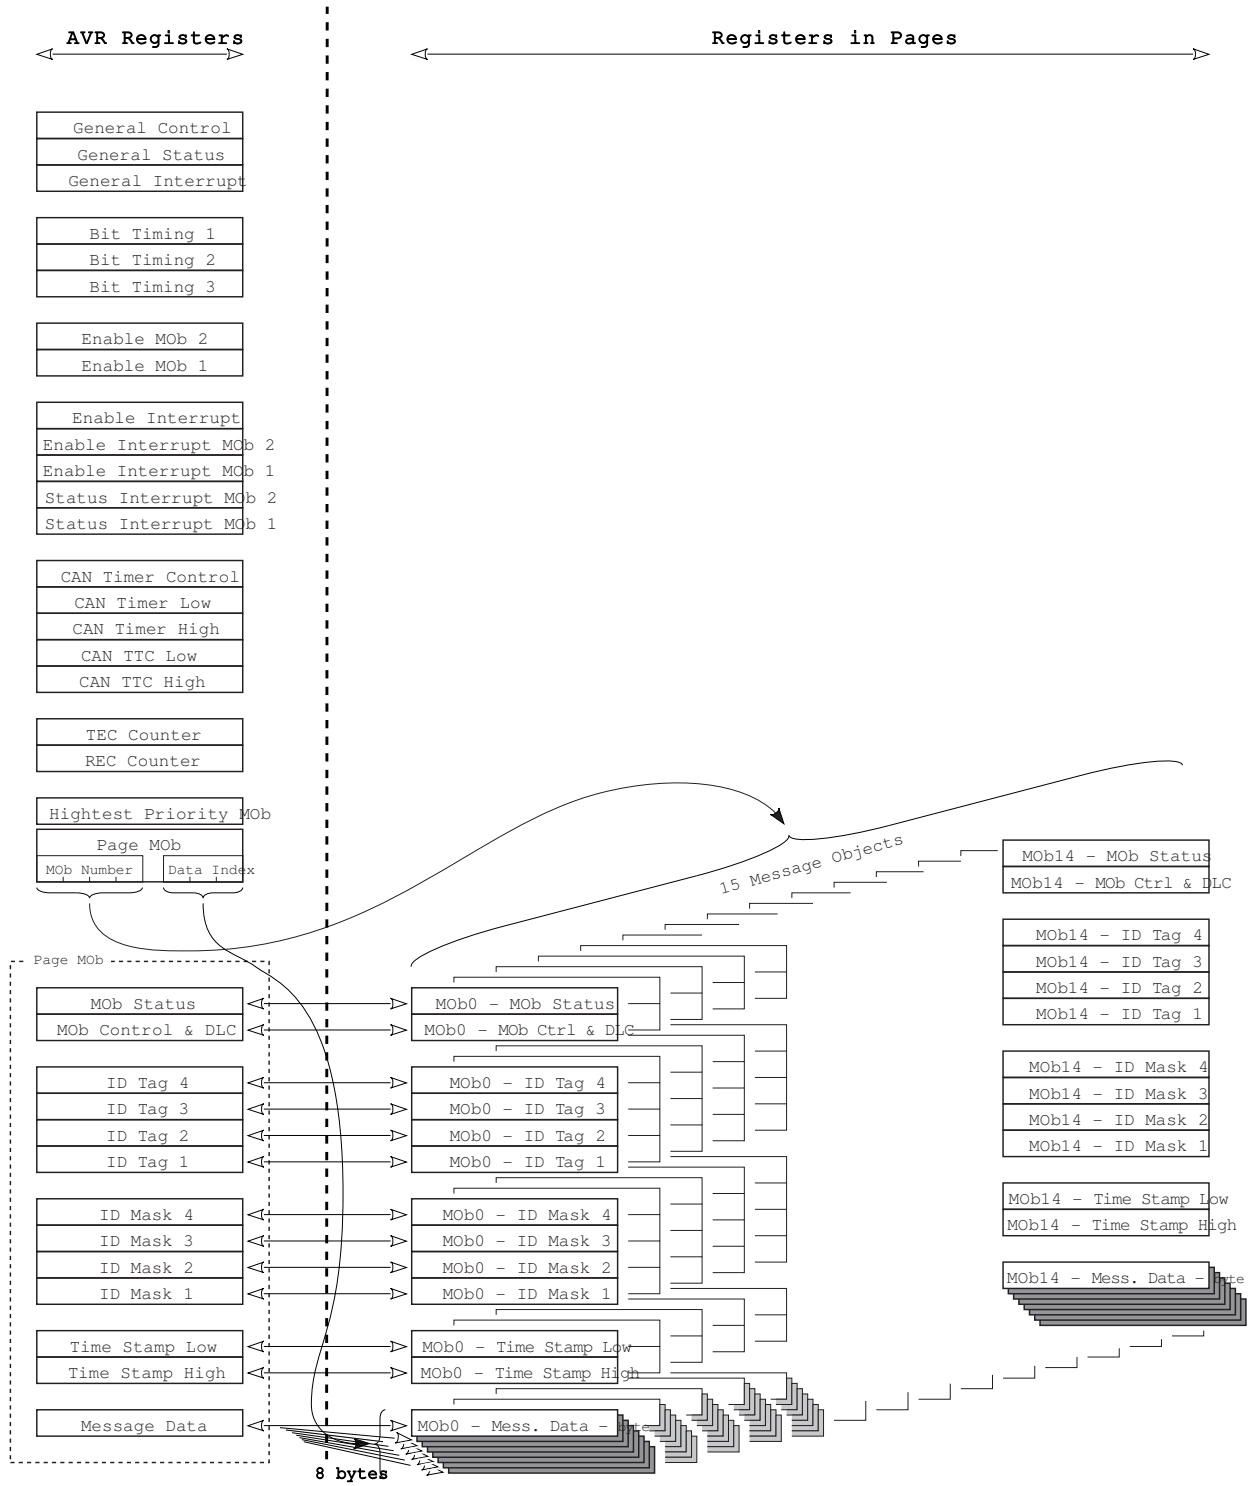 AVR Registers
Registers in Pages
General Control
General Status
General Interrupt
Bit Timing 1
Bit Timing 2
Bit Timing 3
Enable MOb 2
Enable MOb 1
Enable Interrupt
Enable Interrupt MOb 2
Enable Interrupt MOb 1
Status Interrupt MOb 2
Status Interrupt MOb 1
CAN Timer Control
CAN Timer Low
CAN Timer High
CAN TTC Low
CAN TTC High
TEC Counter
REC Counter
Hightest Priority MOb
Page MOb
MOb Number
Data Index
Page MOb
MOb Status
MOb Control & DLC
ID Tag 4
ID Tag 3
ID Tag 2
ID Tag 1
ID Mask 4
ID Mask 3
ID Mask 2
ID Mask 1
Time Stamp Low
Time Stamp High
Message Data
8 bytes
MOb0 - MOb Status
MOb0 - MOb Ctrl & DLC
MOb0 - ID Tag 4
MOb0 - ID Tag 3
MOb0 - ID Tag 2
MOb0 - ID Tag 1
MOb0 - ID Mask 4
MOb0 - ID Mask 3
MOb0 - ID Mask 2
MOb0 - ID Mask 1
MOb0 - Time Stamp Low
MOb0 - Time Stamp High
MOb0 - Mess. Data - byte
15 Message Objects
MOb14 - MOb Status
MOb14 - MOb Ctrl & DLC
MOb14 - ID Tag 4
MOb14 - ID Tag 3
MOb14 - ID Tag 2
MOb14 - ID Tag 1
MOb14 - ID Mask 4
MOb14 - ID Mask 3
MOb14 - ID Mask 2
MOb14 - ID Mask 1
MOb14 - Time Stamp Low
MOb14 - Time Stamp High
MOb14 - Mess. Data - byte